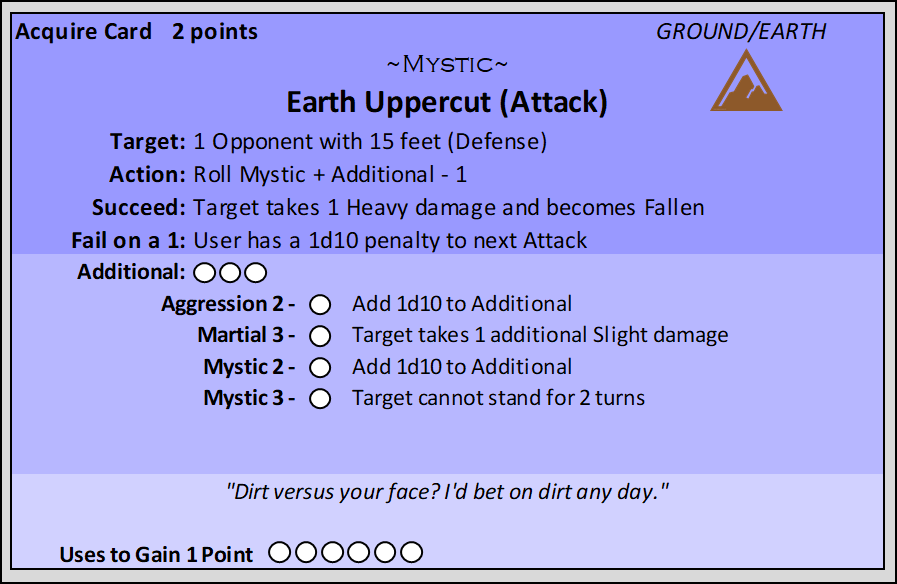 Acquire Card 2 points GROUND/EARTH
~Mystic~
Earth Uppercut (Attack)
Target: 1 Opponent with 15 feet (Defense)
Action: Roll Mystic + Additional - 1
Succeed: Target takes 1 Heavy damage and becomes Fallen
Fail on a 1: User has a 1d10 penalty to next Attack
Additional:
Aggression 2 - Add 1d10 to Additional
Martial 3 - Target takes 1 additional Slight damage
Mystic 2 - Add 1d10 to Additional
Mystic 3 - Target cannot stand for 2 turns
"Dirt versus your face? I'd bet on dirt any day."
Uses to Gain 1 Point